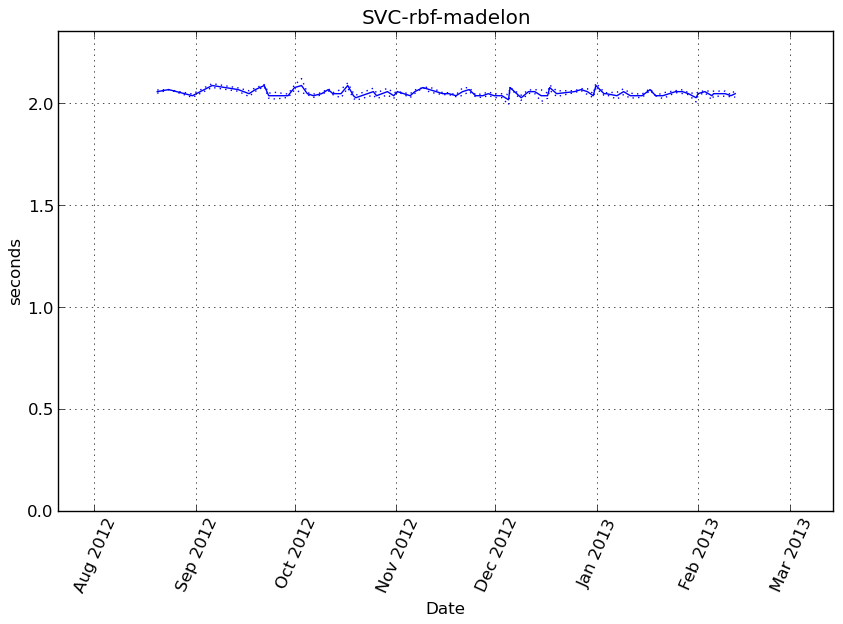 SVC-rbf-madelon
2.0
1.5
seconds
1.0
0.5
0.0
Aug 2012
Sep 2012
Oct 2012
Nov 2012
Dec 2012
Jan 2013
Feb 2013
Mar 2013
Date